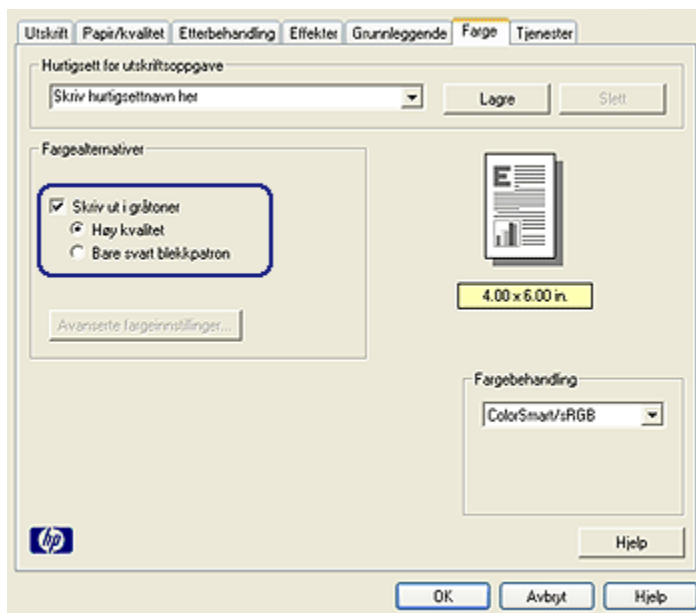 Utskrift Papir/kvalitet Etterbehandling Effekter Grunnleggende Farge Tjenester
Hurtigsett for utskriftsoppgave
Skriv hurtigsettnavn her
Lagre
Slett
Fargealternativer
Skriv ut i gråtoner
Høy kvalitet
Bare svart blekkpatron
Avanserte fargeinnstillinger...
E
4.00 x 6.00 in.
Fargebehandling
ColorSmart/sRGB
hp
Hjelp
OK Avbryt Hjelp